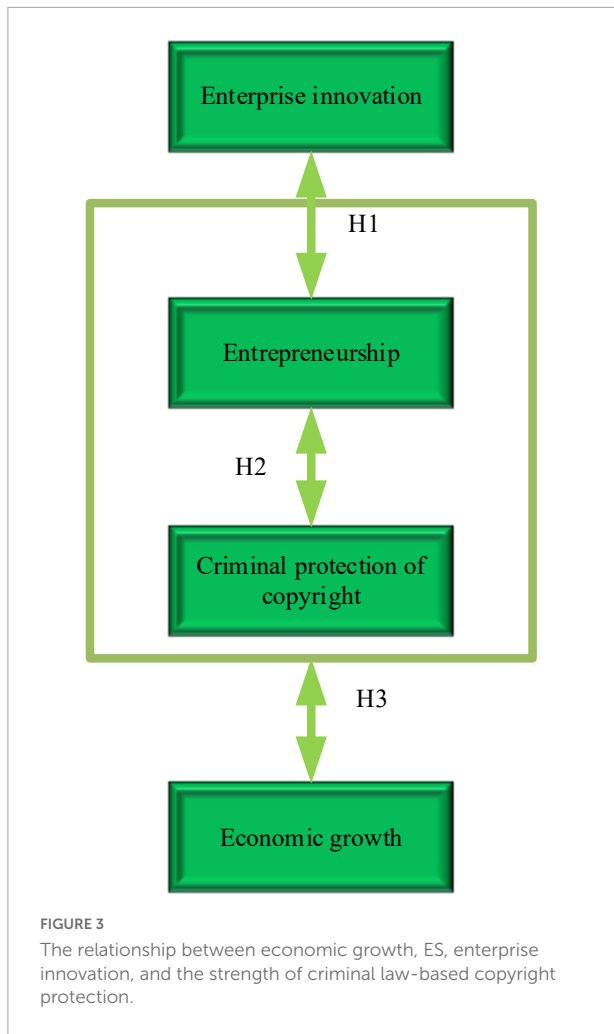 Enterprise innovation
H1
Entrepreneurship
H2
Criminal protection of
copyright
H3
Economic growth
FIGURE 3
The relationship between economic growth, ES, enterprise
innovation, and the strength of criminal law-based copyright
protection.